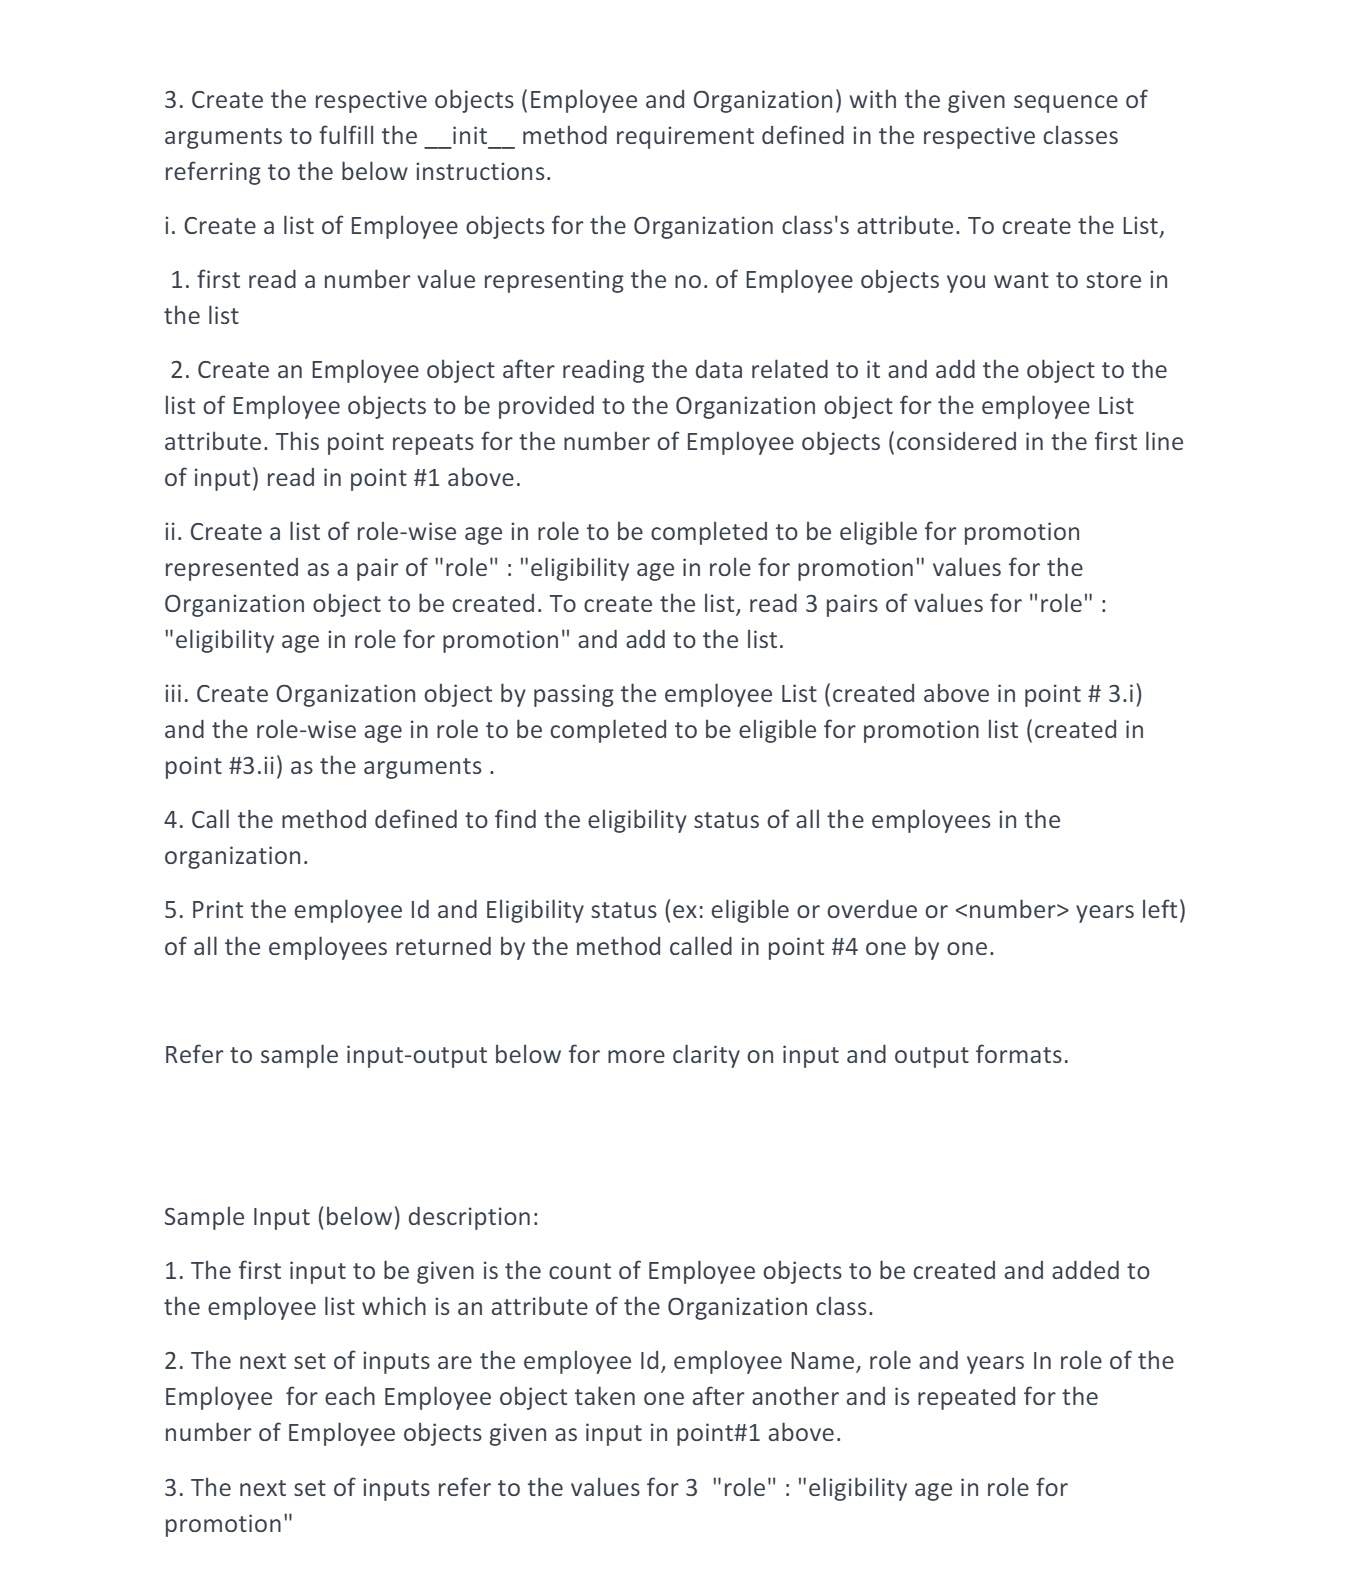 3. Create the respective objects (Employee and Organization) with the given sequence of
arguments to fulfill the __init__ method requirement defined in the respective classes
referring to the below instructions.
i. Create a list of Employee objects for the Organization class's attribute. To create the List,
1. first read a number value representing the no. of Employee objects you want to store in
the list
2. Create an Employee object after reading the data related to it and add the object to the
list of Employee objects to be provided to the Organization object for the employee List
attribute. This point repeats for the number of Employee objects (considered in the first line
of input) read in point #1 above.
ii. Create a list of role-wise age in role to be completed to be eligible for promotion
represented as a pair of "role" : "eligibility age in role for promotion" values for the
Organization object to be created. To create the list, read 3 pairs of values for "role" :
"eligibility age in role for promotion" and add to the list.
iii. Create Organization object by passing the employee List (created above in point # 3.i)
and the role-wise age in role to be completed to be eligible for promotion list (created in
point #3.ii) as the arguments .
4. Call the method defined to find the eligibility status of all the employees in the
organization.
5. Print the employee Id and Eligibility status (ex: eligible or overdue or <number> years left)
of all the employees returned by the method called in point #4 one by one.
Refer to sample input-output below for more clarity on input and output formats.
Sample Input (below) description:
1. The first input to be given is the count of Employee objects to be created and added to
the employee list which is an attribute of the Organization class.
2. The next set of inputs are the employee Id, employee Name, role and years In role of the
Employee  for each Employee object taken one after another and is repeated for the
number of Employee objects given as input in point#1 above.
3. The next set of inputs refer to the values for 3  "role" : "eligibility age in role for
promotion"